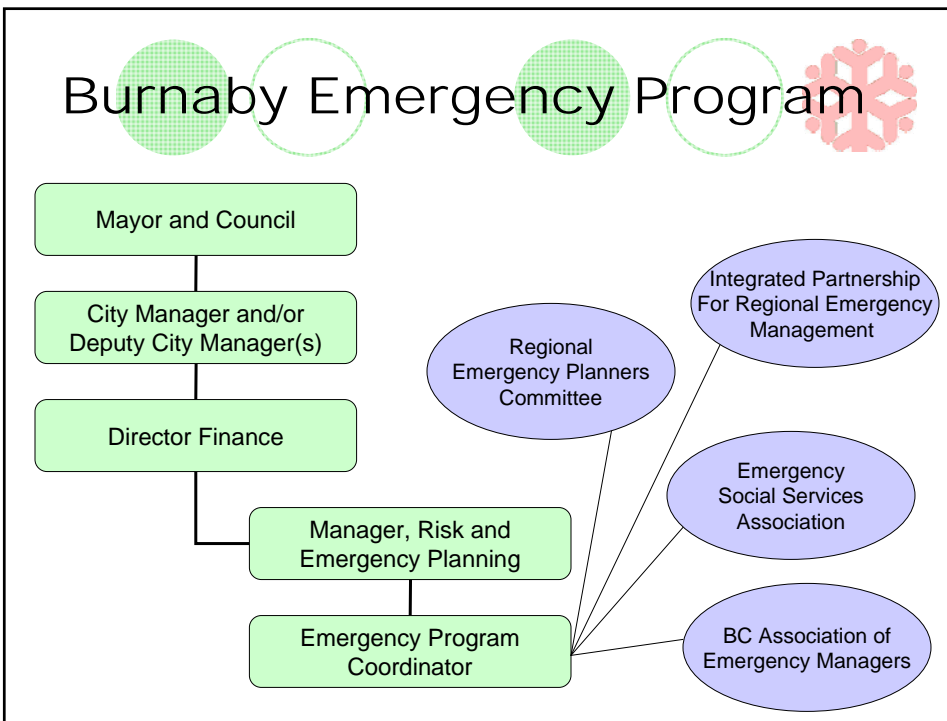 Burnaby Emergency Program
Mayor and Council
City Manager and/or
Deputy City Manager(s)
Director Finance
Manager, Risk and
Emergency Planning
Emergency Program
Coordinator
Regional
Emergency Planners
Committee
Integrated Partnership
For Regional Emergency
Management
Emergency
Social Services
Association
BC Association of
Emergency Managers